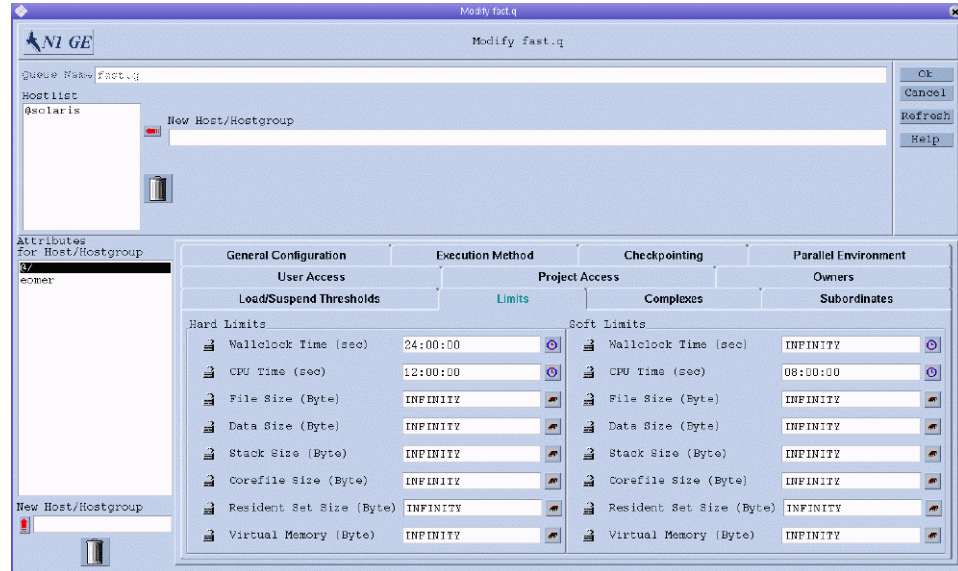 Modify fast.q
N1 GE
Modify fast.q
Queue Name fast.q
Ok
Hostlist
Cancel
@solaris
New Host/Hostgroup
Refresh
Help
Attributes
for Host/Hostgroup
@/
eomer
General Configuration Execution Method Checkpointing Parallel Environment
User Access Project Access Owners
Load/Suspend Thresholds Limits Complexes Subordinates
Hard Limits Soft Limits
Wallclock Time (sec) 24:00:00 Wallclock Time (sec) INFINITY
CPU Time (sec) 12:00:00 CPU Time (sec) 08:00:00
File Size (Byte) INFINITY File Size (Byte) INFINITY
Data Size (Byte) INFINITY Data Size (Byte) INFINITY
Stack Size (Byte) INFINITY Stack Size (Byte) INFINITY
Corefile Size (Byte) INFINITY Corefile Size (Byte) INFINITY
Resident Set Size (Byte) INFINITY Resident Set Size (Byte) INFINITY
Virtual Memory (Byte) INFINITY Virtual Memory (Byte) INFINITY
New Host/Hostgroup